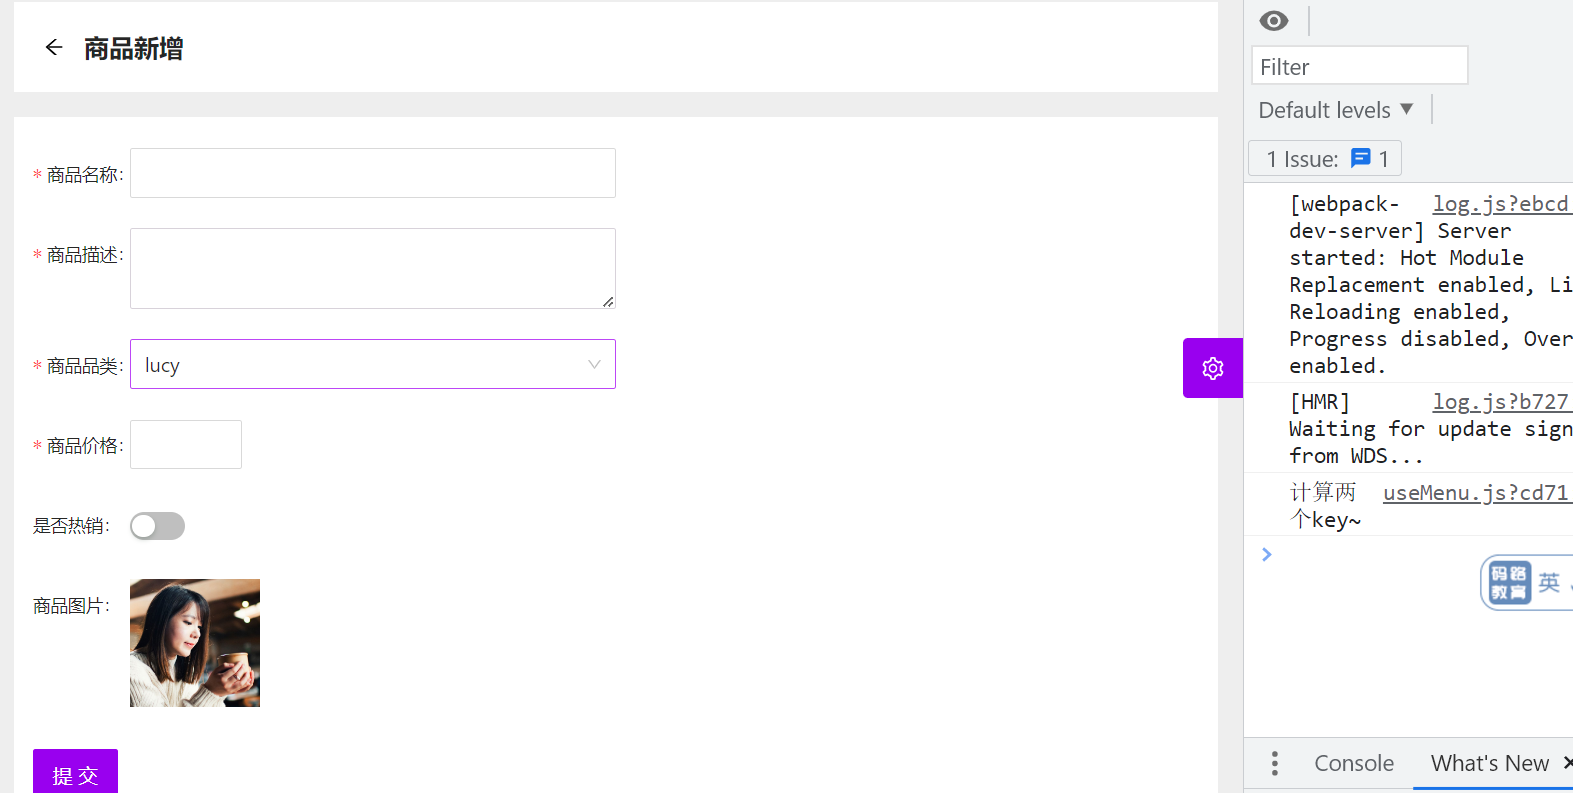 商品新增
* 商品名称:
* 商品描述:
* 商品品类:
lucy
* 商品价格:
是否热销:
商品图片:
提 交
Filter
Default levels ▼
1 Issue: 1
[webpack- log.js?ebcd
dev-server] Server
started: Hot Module
Replacement enabled, Li
Reloading enabled,
Progress disabled, Over
enabled.
[HMR] log.js?b727
Waiting for update sign
from WDS...
计算两 useMenu.js?cd71
个key~
码路
教育
英
Console
What's New ×